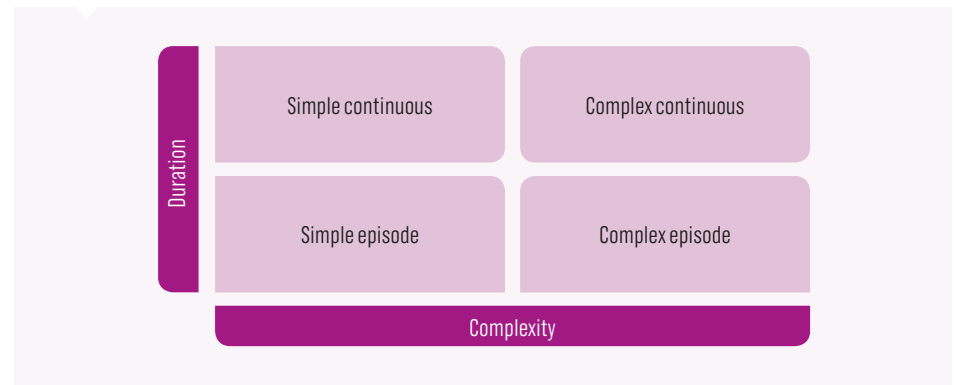 Duration
Simple continuous
Complex continuous
Simple episode
Complex episode
Complexity